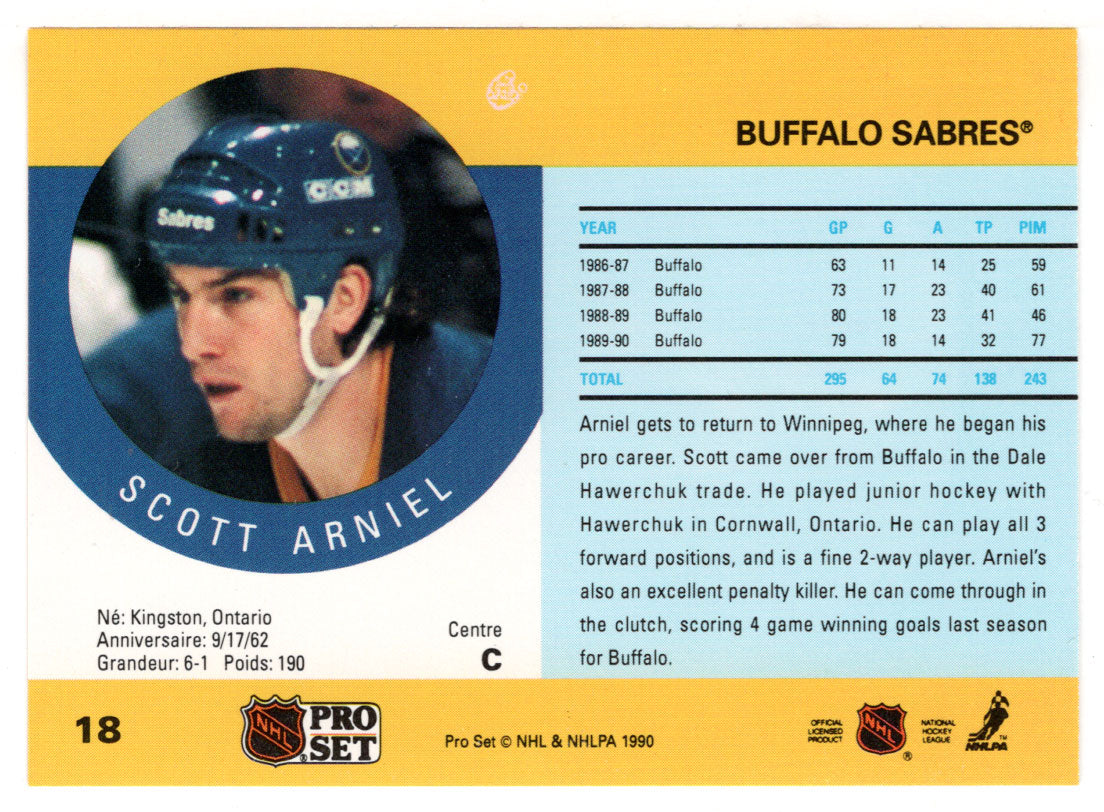 BUFFALO SABRES®
Sabres
CCM
SCOTT ARNIEL
YEAR GP G A TP PIM
1986-87 Buffalo 63 11 14 25 59
1987-88 Buffalo 73 17 23 40 61
1988-89 Buffalo 80 18 23 41 46
1989-90 Buffalo 79 18 14 32 77
TOTAL 295 64 74 138 243
Arniel gets to return to Winnipeg, where he began his
pro career. Scott came over from Buffalo in the Dale
Hawerchuk trade. He played junior hockey with
Hawerchuk in Cornwall, Ontario. He can play all 3
forward positions, and is a fine 2-way player. Arniel's
also an excellent penalty killer. He can come through in
the clutch, scoring 4 game winning goals last season
for Buffalo.
Né: Kingston, Ontario
Anniversaire: 9/17/62
Grandeur: 6-1 Poids: 190
Centre
C
18
NHL
PRO
SET
®
Pro Set © NHL & NHLPA 1990
OFFICIAL
LICENSED
PRODUCT
NHL
®
NATIONAL
HOCKEY
LEAGUE
NHLPA
TM